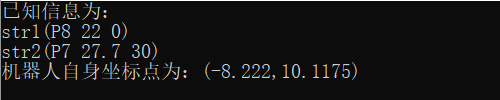 已知信息为：
str1(P8 22 0)
str2(P7 27.7 30)
机器人自身坐标点为：(-8.222,10.1175)